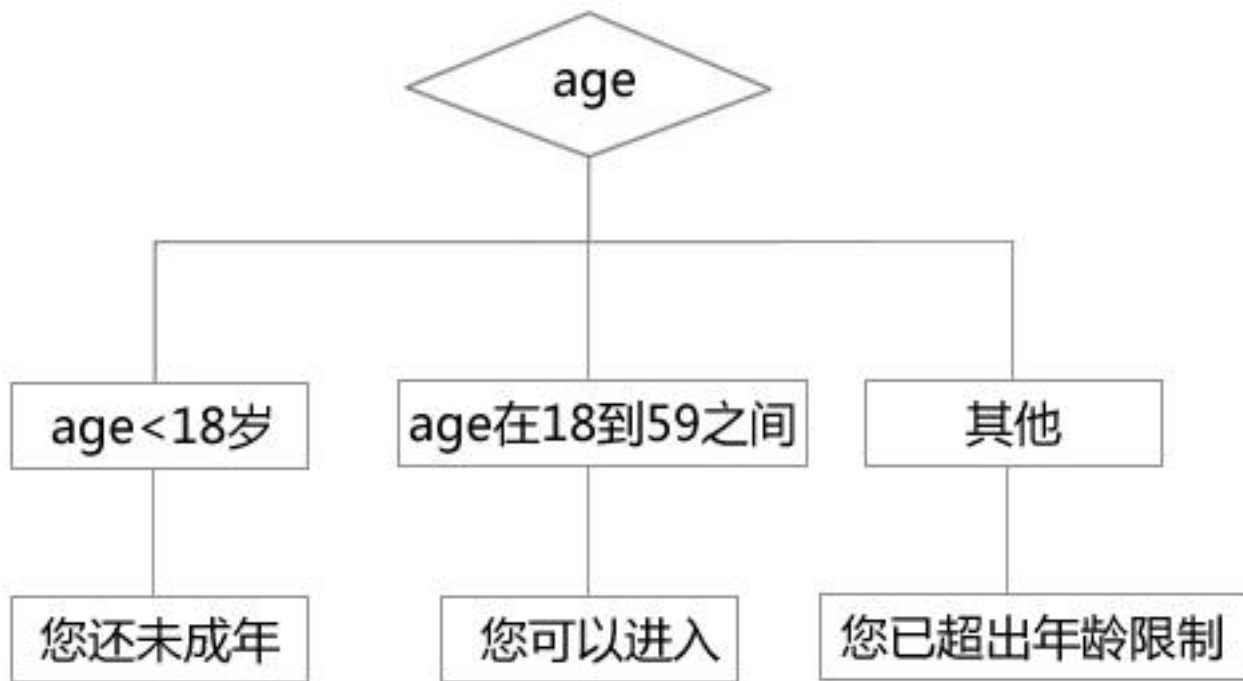 age
age<18岁
age在18到59之间
其他
您还未成年
您可以进入
您已超出年龄限制